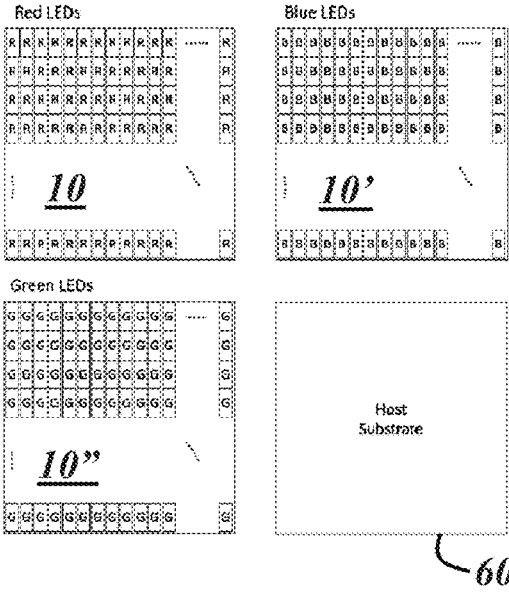 Red LEDs
R R R R R R R R R R R R ...... R
R R R R R R R R R R R R R
R R R R R R R R R R R R R
R R R R R R R R R R R R R
10
R R R R R R R R R R R R R
Blue LEDs
B B B B B B B B B B B B ...... B
B B B B B B B B B B B B B
B B B B B B B B B B B B B
B B B B B B B B B B B B B
10’
B B B B B B B B B B B B B
Green LEDs
G G G G G G G G G G G G ...... G
G G G G G G G G G G G G G
G G G G G G G G G G G G G
G G G G G G G G G G G G G
10”
G G G G G G G G G G G G G
Host
Substrate
60